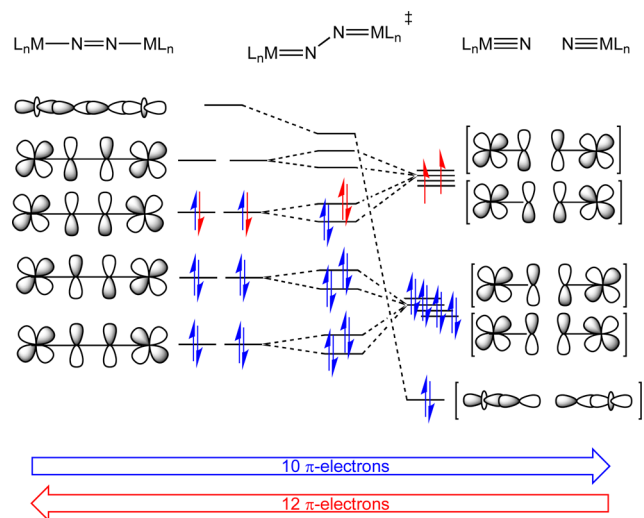 LnM—N=N—MLn
LnM=N N=MLn ‡
LnM≡N N≡MLn
10 π-electrons
12 π-electrons